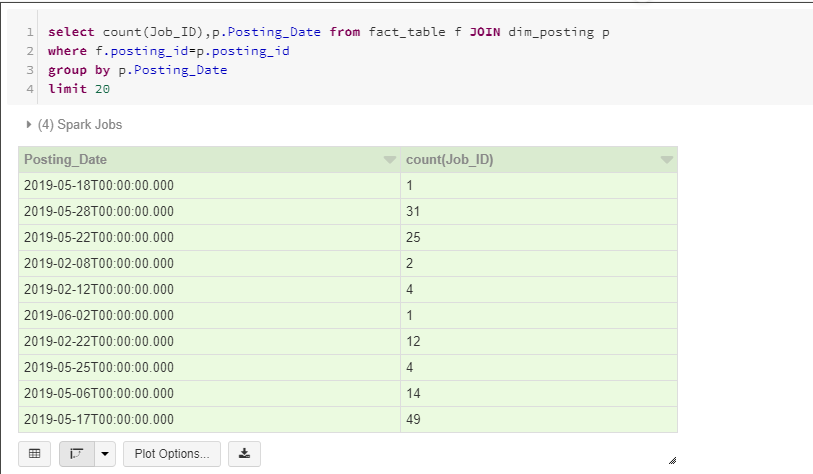 1 select count(Job_ID),p.Posting_Date from fact_table f JOIN dim_posting p
2 where f.posting_id=p.posting_id
3 group by p.Posting_Date
4 limit 20
(4) Spark Jobs
Posting_Date count(Job_ID)
2019-05-18T00:00:00.000 1
2019-05-28T00:00:00.000 31
2019-05-22T00:00:00.000 25
2019-02-08T00:00:00.000 2
2019-02-12T00:00:00.000 4
2019-06-02T00:00:00.000 1
2019-02-22T00:00:00.000 12
2019-05-25T00:00:00.000 4
2019-05-06T00:00:00.000 14
2019-05-17T00:00:00.000 49
Plot Options...